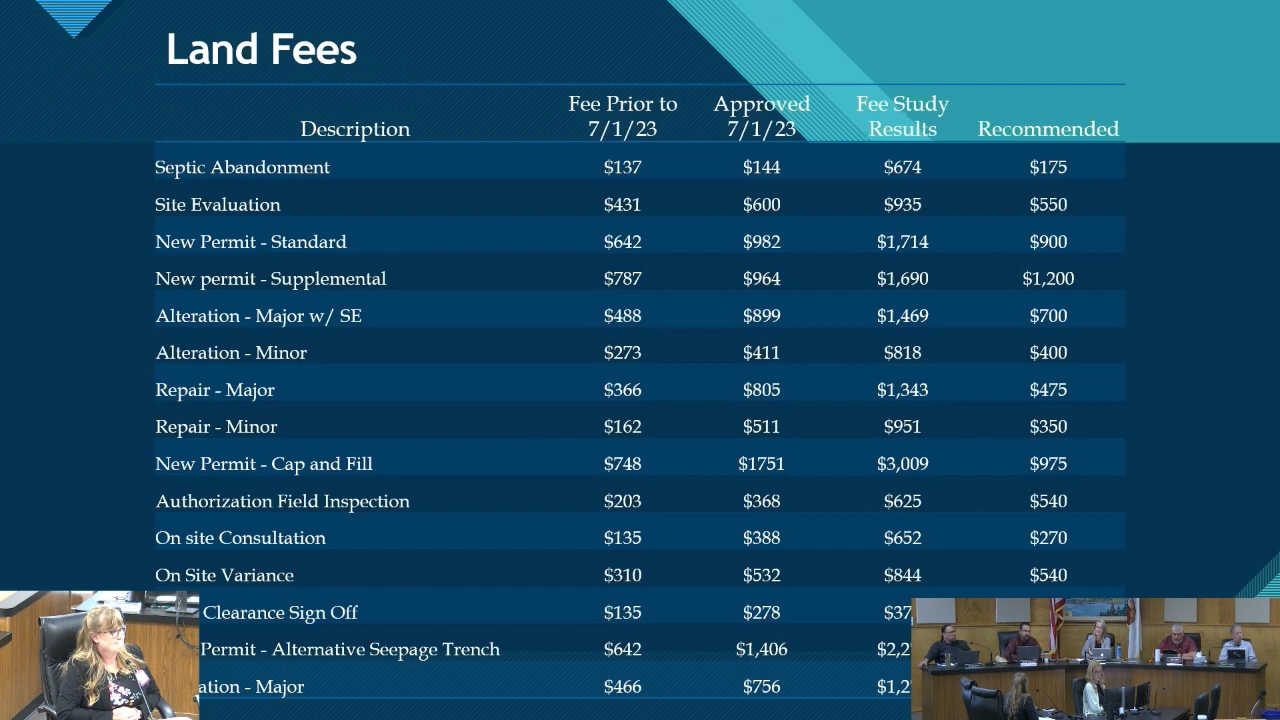 Land Fees
Description Fee Prior to 7/1/23 Approved 7/1/23 Fee Study Results Recommended
Septic Abandonment $137 $144 $674 $175
Site Evaluation $431 $600 $935 $550
New Permit - Standard $642 $982 $1,714 $900
New permit - Supplemental $787 $964 $1,690 $1,200
Alteration - Major w/ SE $488 $899 $1,469 $700
Alteration - Minor $273 $411 $818 $400
Repair - Major $366 $805 $1,343 $475
Repair - Minor $162 $511 $951 $350
New Permit - Cap and Fill $748 $1751 $3,009 $975
Authorization Field Inspection $203 $368 $625 $540
On site Consultation $135 $388 $652 $270
On Site Variance $310 $532 $844 $540
Clearance Sign Off $135 $278
Permit - Alternative Seepage Trench $642 $1,406
- Major $466 $756